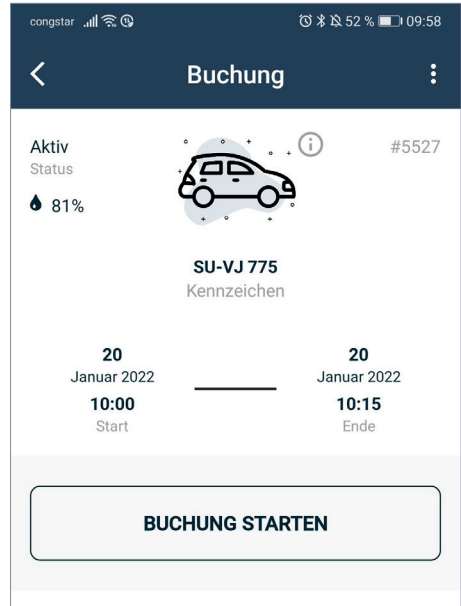 congstar 52 % 09:58
Buchung
Aktiv
Status
#5527
81%
SU-VJ 775
Kennzeichen
20 20
Januar 2022 Januar 2022
10:00 10:15
Start Ende
BUCHUNG STARTEN